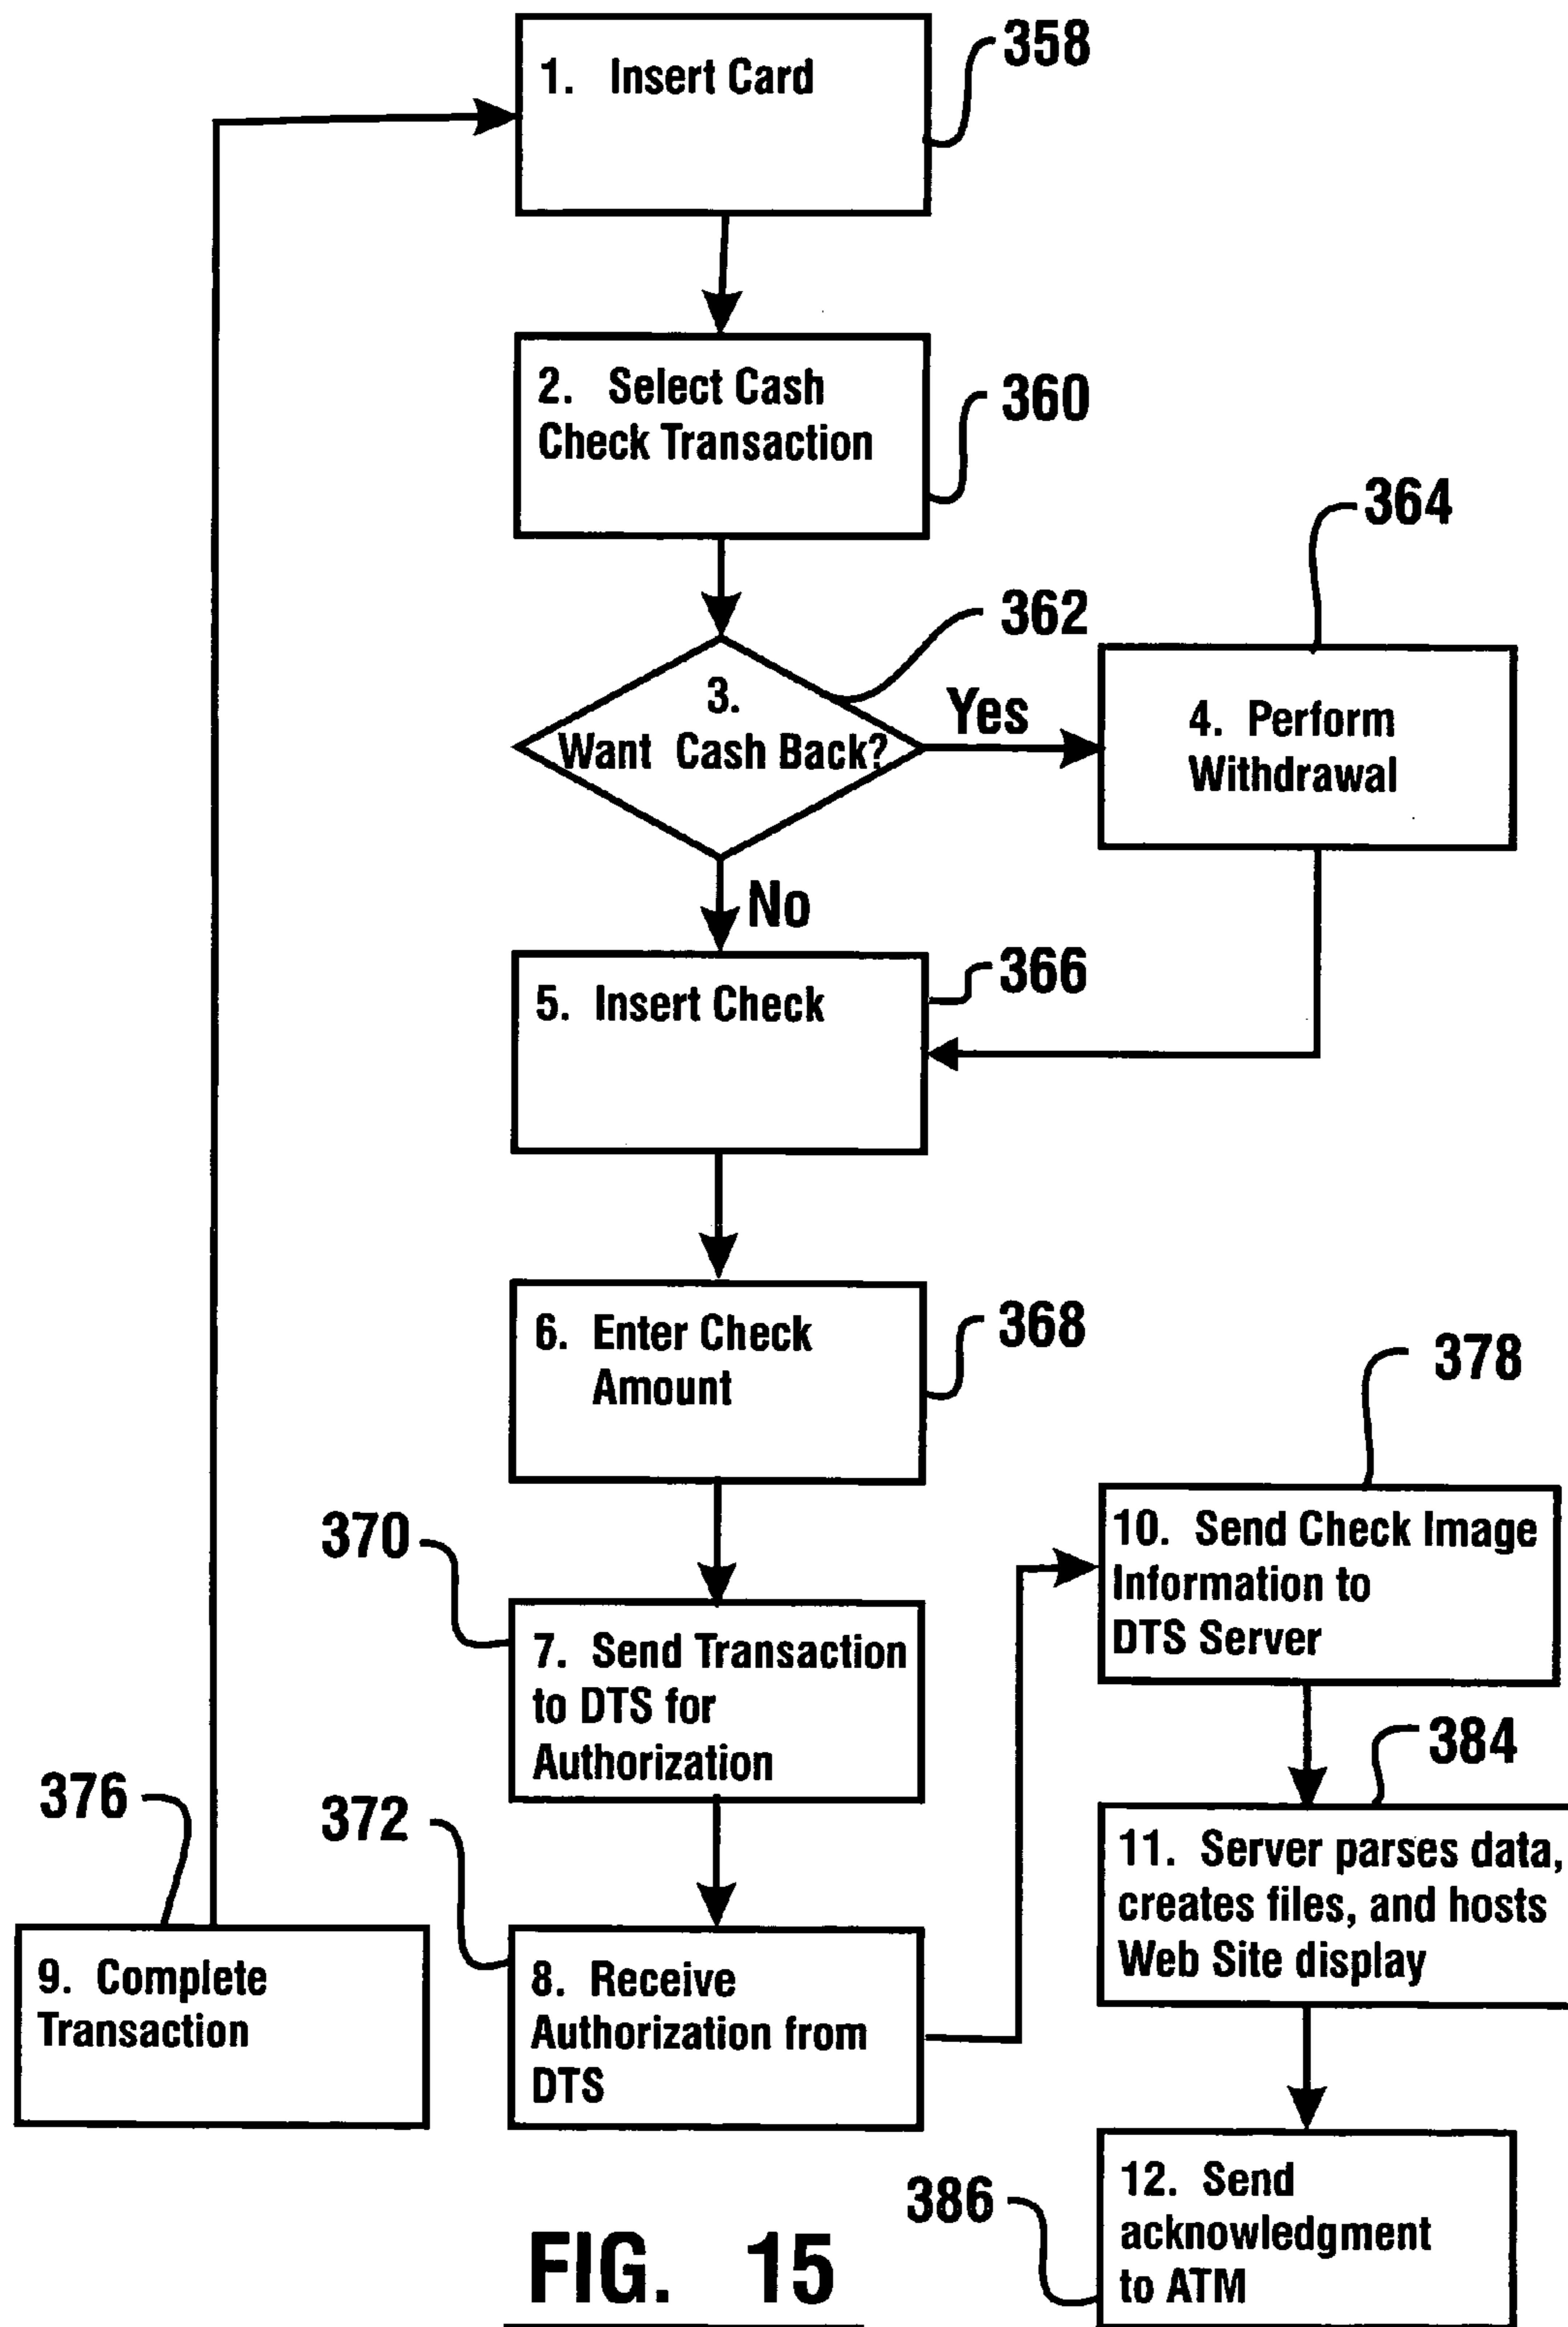 358
1. Insert Card
360
2. Select Cash
Check Transaction
364
362
3.
Want Cash Back?
Yes
4. Perform
Withdrawal
No
366
5. Insert Check
368
6. Enter Check
Amount
378
370
10. Send Check Image
Information to
DTS Server
7. Send Transaction
to DTS for
Authorization
384
376
372
11. Server parses data,
creates files, and hosts
Web Site display
9. Complete
Transaction
8. Receive
Authorization from
DTS
386
12. Send
acknowledgment
to ATM
FIG. 15